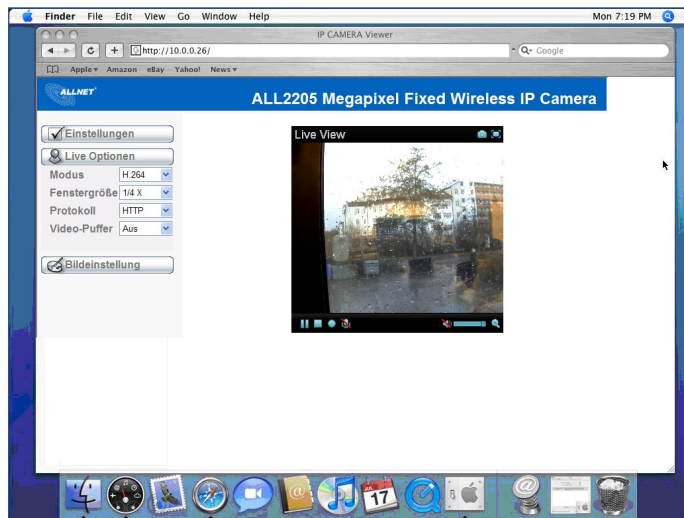 Finder File Edit View Go Window Help Mon 7:19 PM
IP CAMERA Viewer
http://10.0.0.26/
Google
Apple Amazon eBay Yahoo! News
ALLNET
ALL2205 Megapixel Fixed Wireless IP Camera
Einstellungen
Live Optionen
Modus H.264
Fenstergröße 1/4 X
Protokoll HTTP
Video-Puffer Aus
Bildeinstellung
Live View
JUL
17